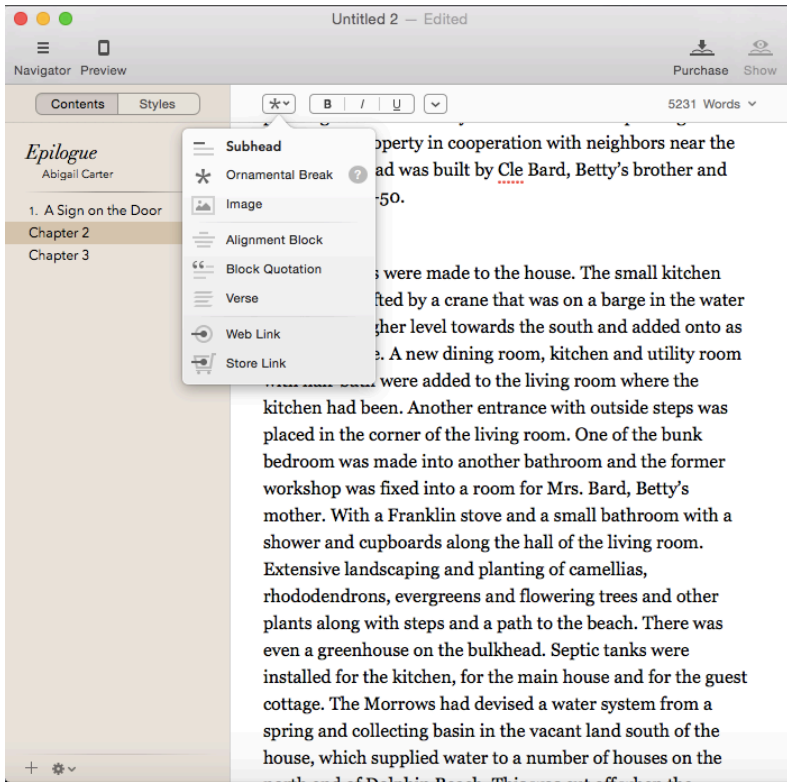 Untitled 2 — Edited
Navigator Preview
Purchase Show
Contents Styles
B I U
5231 Words
Epilogue
Abigail Carter
1. A Sign on the Door
Chapter 2
Chapter 3
Subhead
Ornamental Break ?
Image
Alignment Block
Block Quotation
Verse
Web Link
Store Link
operty in cooperation with neighbors near the
ad was built by Cle Bard, Betty’s brother and
-50.
s were made to the house. The small kitchen
fted by a crane that was on a barge in the water
gher level towards the south and added onto as
e. A new dining room, kitchen and utility room
were added to the living room where the
kitchen had been. Another entrance with outside steps was
placed in the corner of the living room. One of the bunk
bedroom was made into another bathroom and the former
workshop was fixed into a room for Mrs. Bard, Betty’s
mother. With a Franklin stove and a small bathroom with a
shower and cupboards along the hall of the living room.
Extensive landscaping and planting of camellias,
rhododendrons, evergreens and flowering trees and other
plants along with steps and a path to the beach. There was
even a greenhouse on the bulkhead. Septic tanks were
installed for the kitchen, for the main house and for the guest
cottage. The Morrows had devised a water system from a
spring and collecting basin in the vacant land south of the
house, which supplied water to a number of houses on the